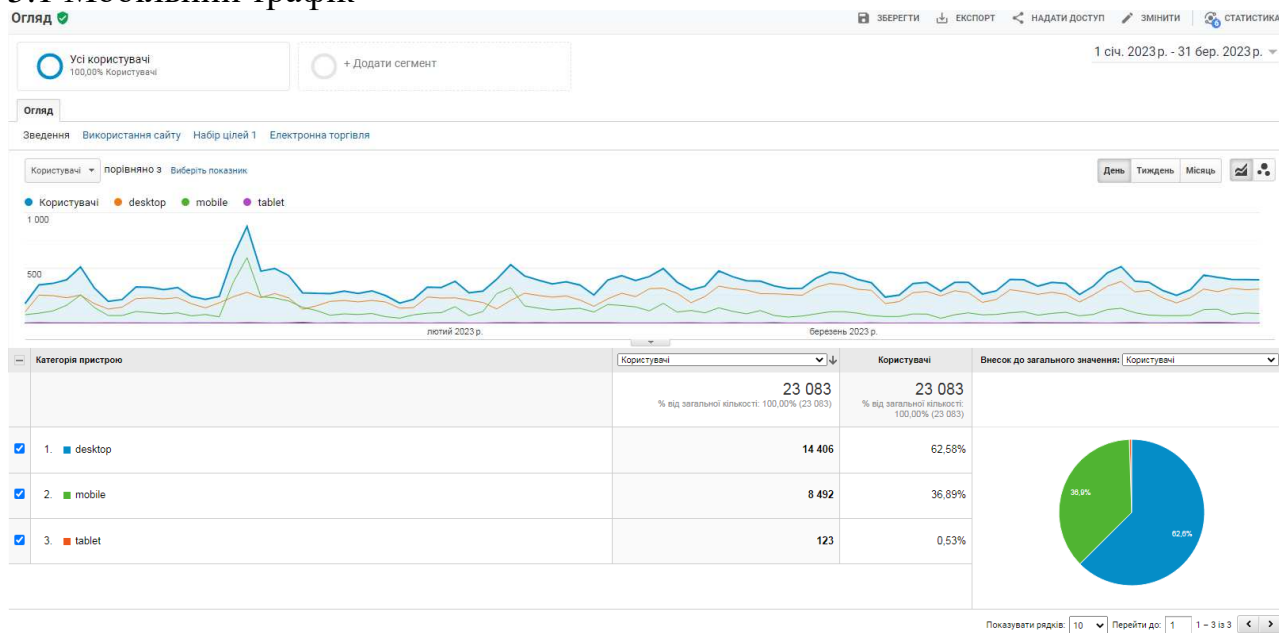 3.1 Мобільний трафік
Огляд
ЗБЕРЕГТИ ЕКСПОРТ НАДАТИ ДОСТУП ЗМІНИТИ СТАТИСТИКА
Усі користувачі
100,00% Користувачі
+ Додати сегмент
1 січ. 2023 р. - 31 бер. 2023 р.
Огляд
Зведення Використання сайту Набір цілей 1 Електронна торгівля
Користувачі порівняно з Виберіть показник
День Тиждень Місяць
Користувачі desktop mobile tablet
1 000
500
лютий 2023 р. березень 2023 р.
Категорія пристрою Користувачі Користувачі Внесок до загального значення: Користувачі
23 083 23 083
% від загальної кількості: 100,00% (23 083) % від загальної кількості:
100,00% (23 083)
1. desktop 14 406 62,58%
2. mobile 8 492 36,89%
3. tablet 123 0,53%
36,9%
62,6%
Показувати рядків: 10 Перейти до: 1 1 – 3 із 3